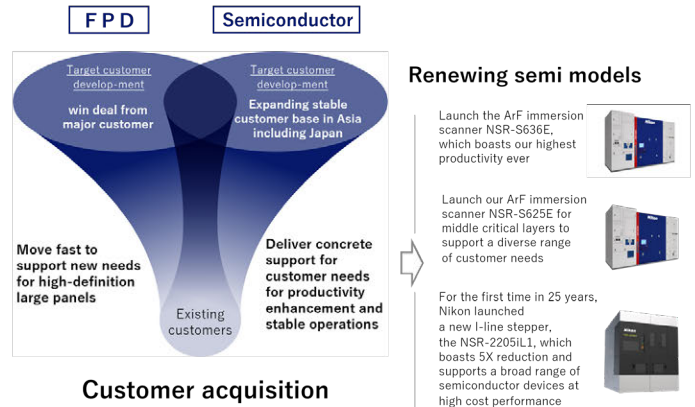 FPD
Semiconductor
Target customer
develop-ment
win deal from
major customer
Target customer
develop-ment
Expanding stable
customer base in Asia
including Japan
Move fast to
support new needs
for high-definition
large panels
Deliver concrete
support for
customer needs
for productivity
enhancement and
stable operations
Existing
customers
Customer acquisition
Renewing semi models
Launch the ArF immersion
scanner NSR-S636E,
which boasts our highest
productivity ever
Launch our ArF immersion
scanner NSR-S625E for
middle critical layers to
support a diverse range
of customer needs
For the first time in 25 years,
Nikon launched
a new I-line stepper,
the NSR-2205iL1, which
boasts 5X reduction and
supports a broad range of
semiconductor devices at
high cost performance